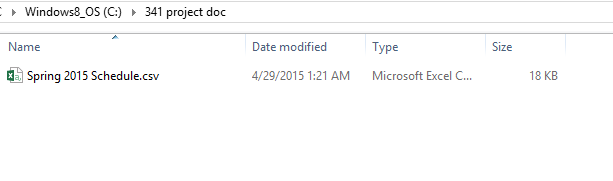 Windows8_OS (C:) 341 project doc
Name Date modified Type Size
Spring 2015 Schedule.csv 4/29/2015 1:21 AM Microsoft Excel C... 18 KB